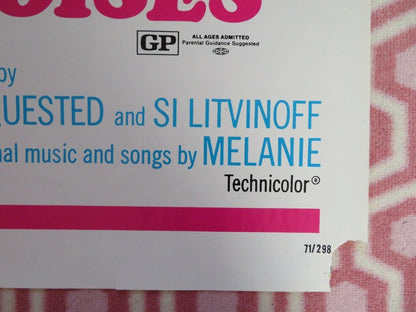 GP
ALL AGES ADMITTED
Parental Guidance Suggested
by
UESTED and SI LITVINOFF
nal music and songs by MELANIE
Technicolor®
71/298